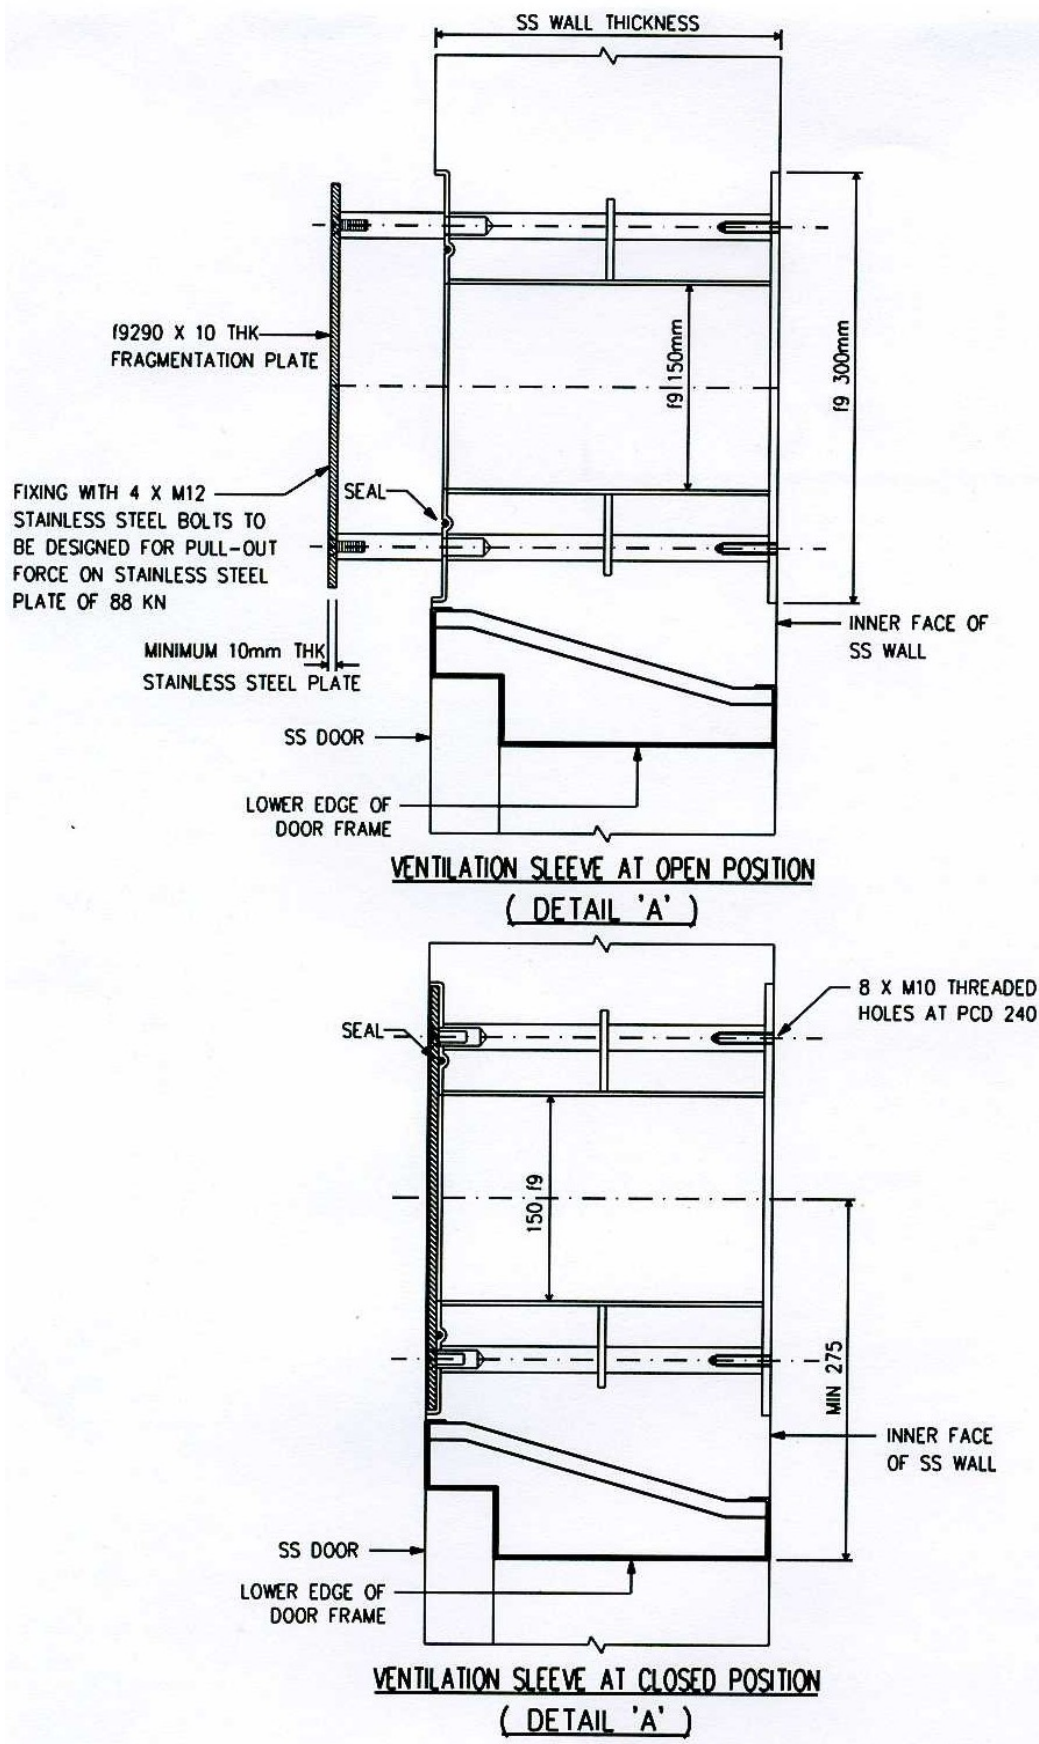 SS WALL THICKNESS
f9290 X 10 THK
FRAGMENTATION PLATE
f9 150mm
f9 300mm
FIXING WITH 4 X M12
STAINLESS STEEL BOLTS TO
BE DESIGNED FOR PULL-OUT
FORCE ON STAINLESS STEEL
PLATE OF 88 KN
SEAL
MINIMUM 10mm THK
STAINLESS STEEL PLATE
INNER FACE OF
SS WALL
SS DOOR
LOWER EDGE OF
DOOR FRAME
VENTILATION SLEEVE AT OPEN POSITION
( DETAIL 'A' )
8 X M10 THREADED
HOLES AT PCD 240
SEAL
150 f9
MIN 275
INNER FACE
OF SS WALL
SS DOOR
LOWER EDGE OF
DOOR FRAME
VENTILATION SLEEVE AT CLOSED POSITION
( DETAIL 'A' )